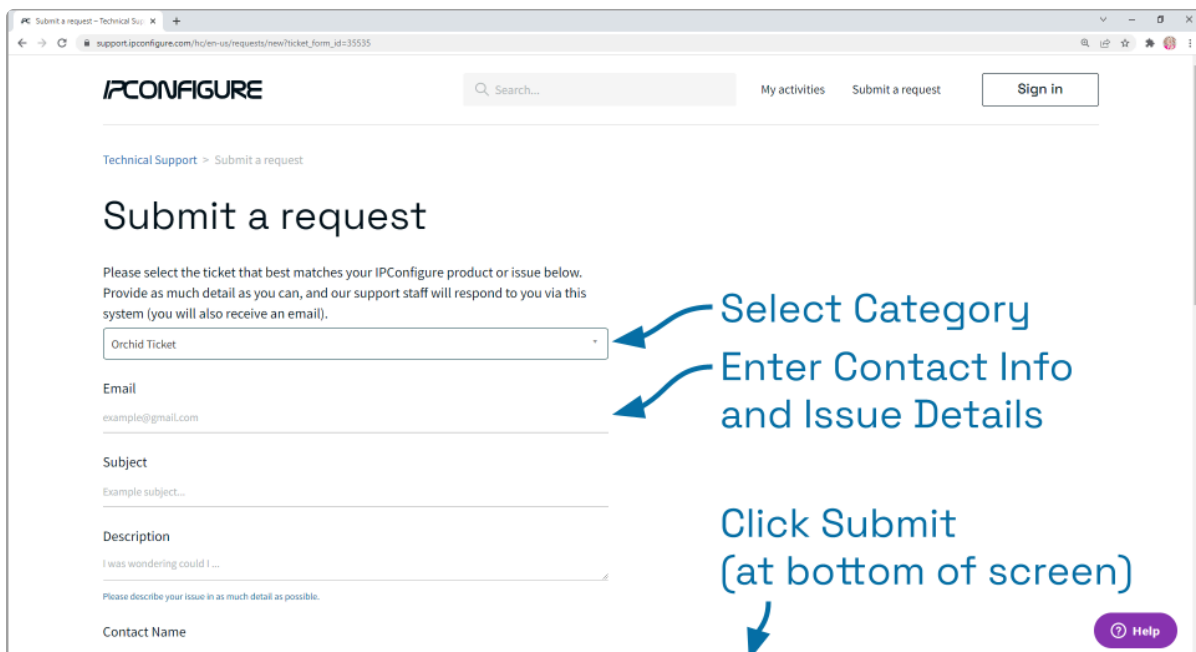 Submit a request – Technical Sup
support.ipconfigure.com/hc/en-us/requests/new?ticket_form_id=35535
IPCONFIGURE
Search...
My activities
Submit a request
Sign in
Technical Support > Submit a request
Submit a request
Please select the ticket that best matches your IPConfigure product or issue below.
Provide as much detail as you can, and our support staff will respond to you via this
system (you will also receive an email).
Orchid Ticket
Select Category
Email
example@gmail.com
Enter Contact Info
and Issue Details
Subject
Example subject...
Description
I was wondering could I ...
Please describe your issue in as much detail as possible.
Click Submit
(at bottom of screen)
Contact Name
Help